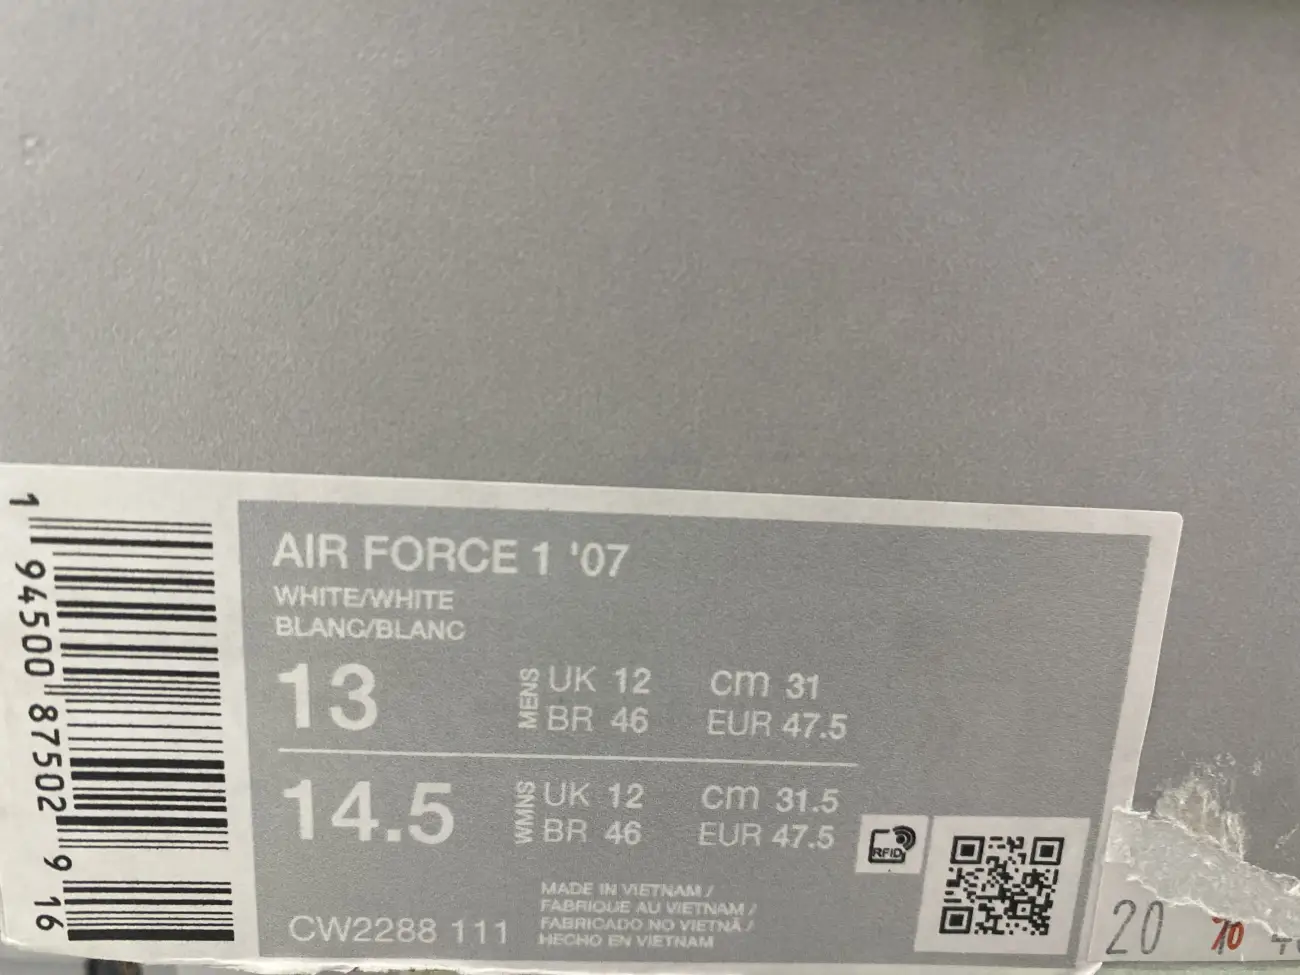 AIR FORCE 1 '07
WHITE/WHITE
BLANC/BLANC
13 MENS UK 12 cm 31
BR 46 EUR 47.5
14.5 WMNS UK 12 cm 31.5
BR 46 EUR 47.5
RFID
MADE IN VIETNAM /
FABRIQUE AU VIETNAM /
FABRICADO NO VIETNÃ /
HECHO EN VIETNAM
CW2288 111
1 94500 87502 9 16
20 70